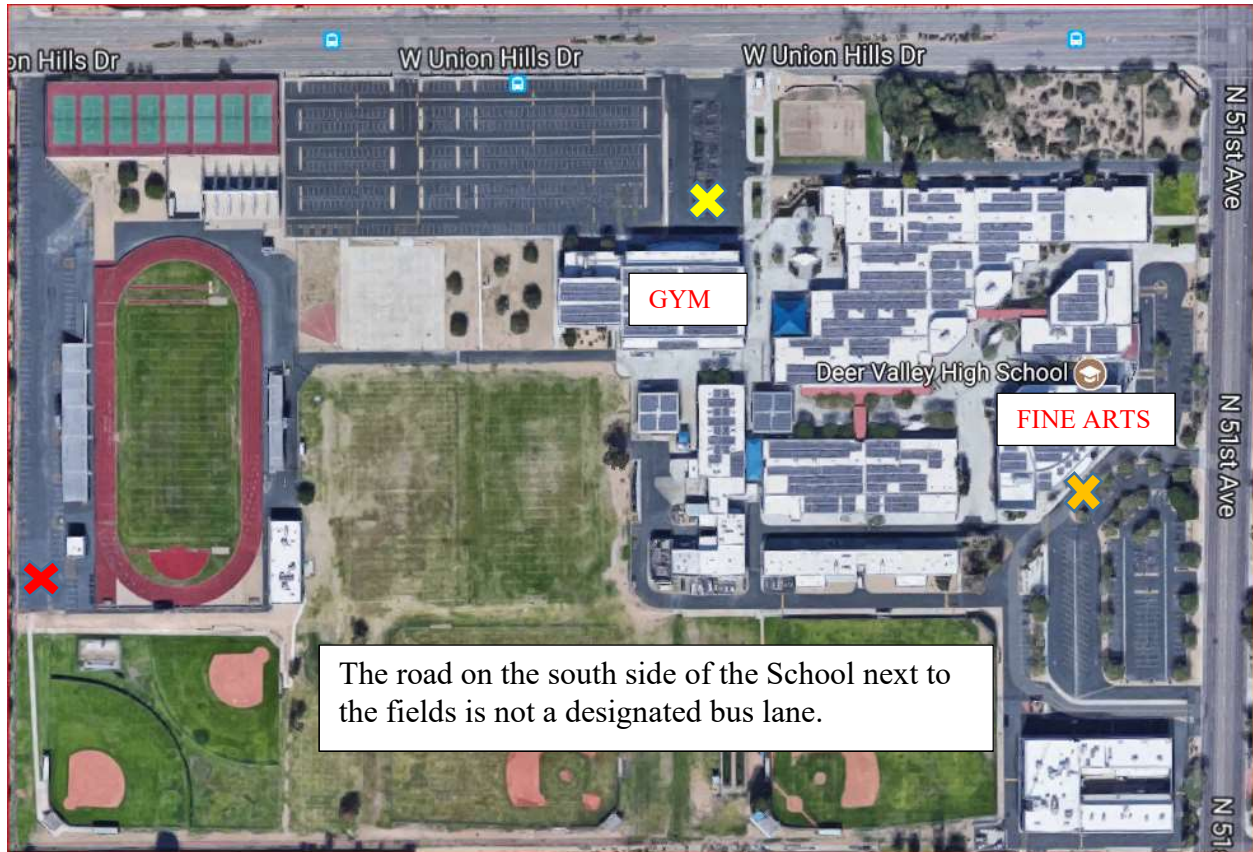 on Hills Dr
W Union Hills Dr
W Union Hills Dr
N 51st Ave
GYM
Deer Valley High School
FINE ARTS
N 51st Ave
The road on the south side of the School next to
the fields is not a designated bus lane.
N 51